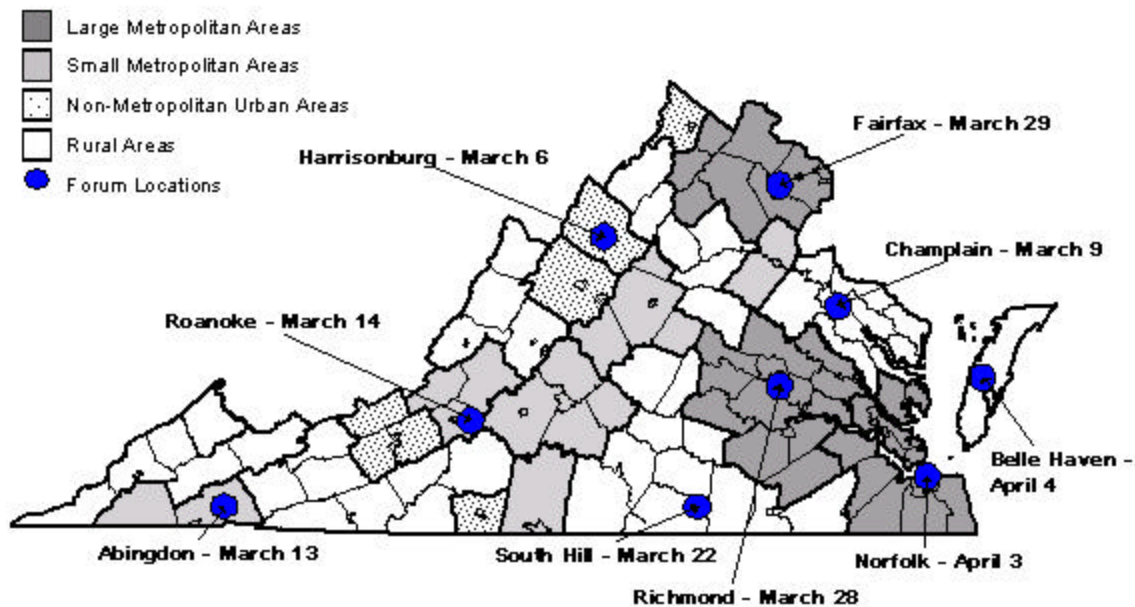 Large Metropolitan Areas
Small Metropolitan Areas
Non-Metropolitan Urban Areas
Rural Areas
Forum Locations
Fairfax - March 29
Harrisonburg - March 6
Champlain - March 9
Roanoke - March 14
Belle Haven -
April 4
Abingdon - March 13
South Hill - March 22
Norfolk - April 3
Richmond - March 28